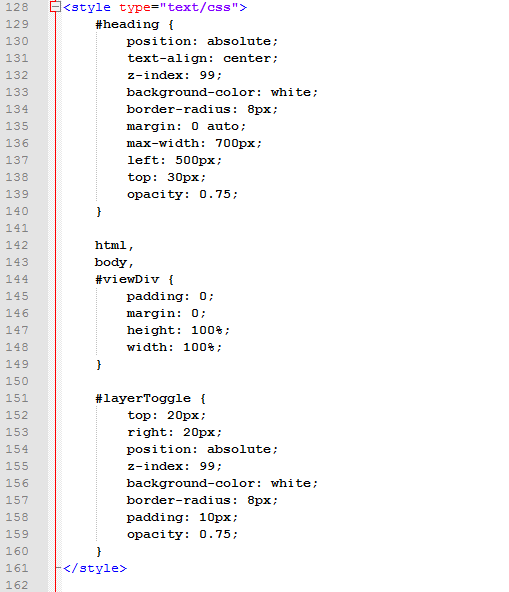 128 <style type="text/css">
129 #heading {
130 position: absolute;
131 text-align: center;
132 z-index: 99;
133 background-color: white;
134 border-radius: 8px;
135 margin: 0 auto;
136 max-width: 700px;
137 left: 500px;
138 top: 30px;
139 opacity: 0.75;
140 }
141
142 html,
143 body,
144 #viewDiv {
145 padding: 0;
146 margin: 0;
147 height: 100%;
148 width: 100%;
149 }
150
151 #layerToggle {
152 top: 20px;
153 right: 20px;
154 position: absolute;
155 z-index: 99;
156 background-color: white;
157 border-radius: 8px;
158 padding: 10px;
159 opacity: 0.75;
160 }
161 </style>
162